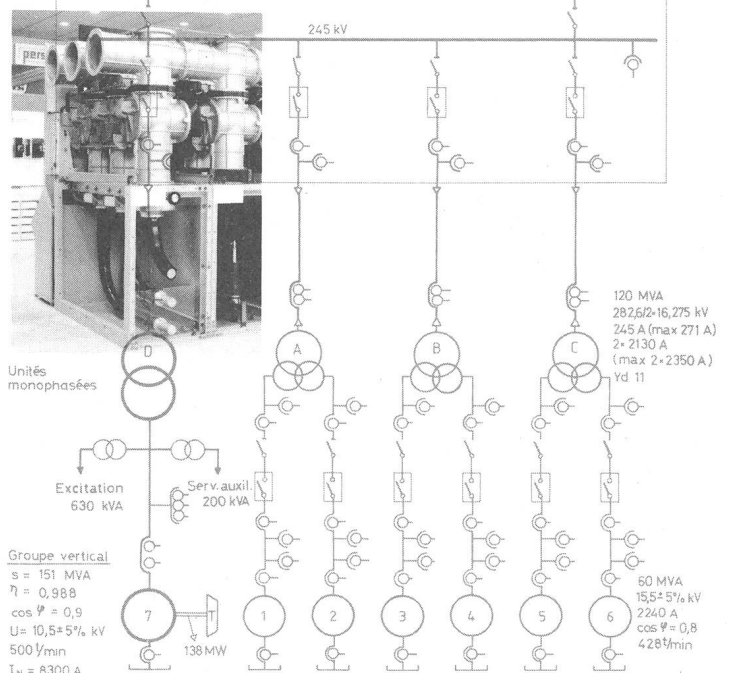 245 kV
pers
120 MVA
282,6/2×16,275 kV
245 A (max 271 A)
2×2130 A
(max 2×2350 A)
Yd 11
D
A
B
C
Unités
monophasées
Excitation
630 kVA
Serv. auxil.
200 kVA
Groupe vertical
s = 151 MVA
η = 0,988
cos φ = 0,9
U= 10,5±5% kV
500 t/min
IN = 8300 A
7
T
138 MW
1
2
3
4
5
6
60 MVA
15,5±5% kV
2240 A
cos φ = 0,8
428 t/min